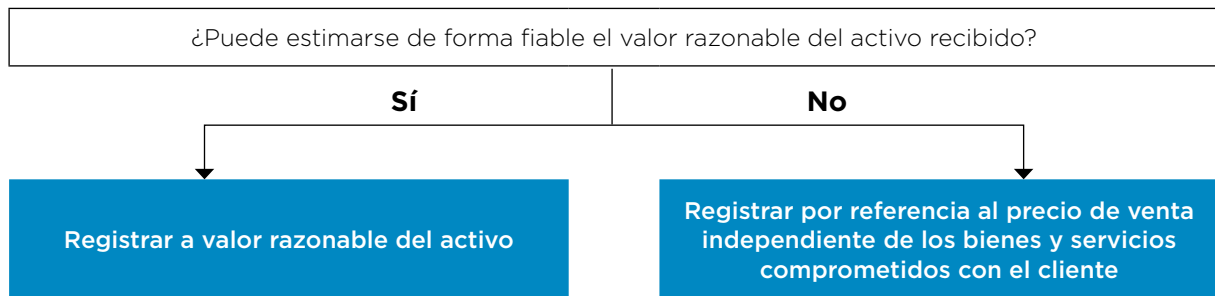 ¿Puede estimarse de forma fiable el valor razonable del activo recibido?
Sí
No
Registrar a valor razonable del activo
Registrar por referencia al precio de venta
independiente de los bienes y servicios
comprometidos con el cliente